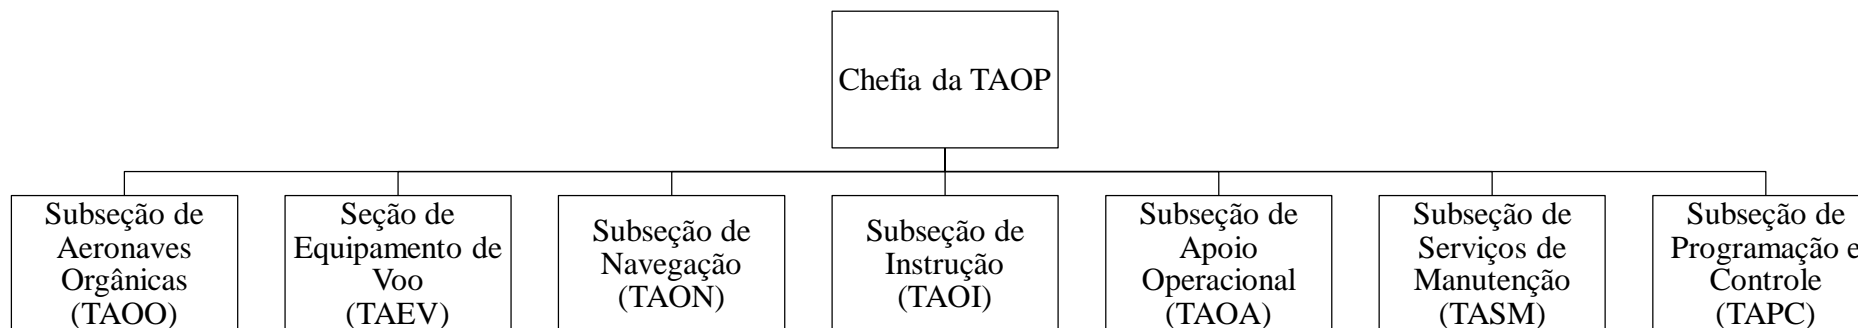 Chefia da TAOP
Subseção de
Aeronaves
Orgânicas
(TAOO)
Seção de
Equipamento de
Voo
(TAEV)
Subseção de
Navegação
(TAON)
Subseção de
Instrução
(TAOI)
Subseção de
Apoio
Operacional
(TAOA)
Subseção de
Serviços de
Manutenção
(TASM)
Subseção de
Programação e
Controle
(TAPC)